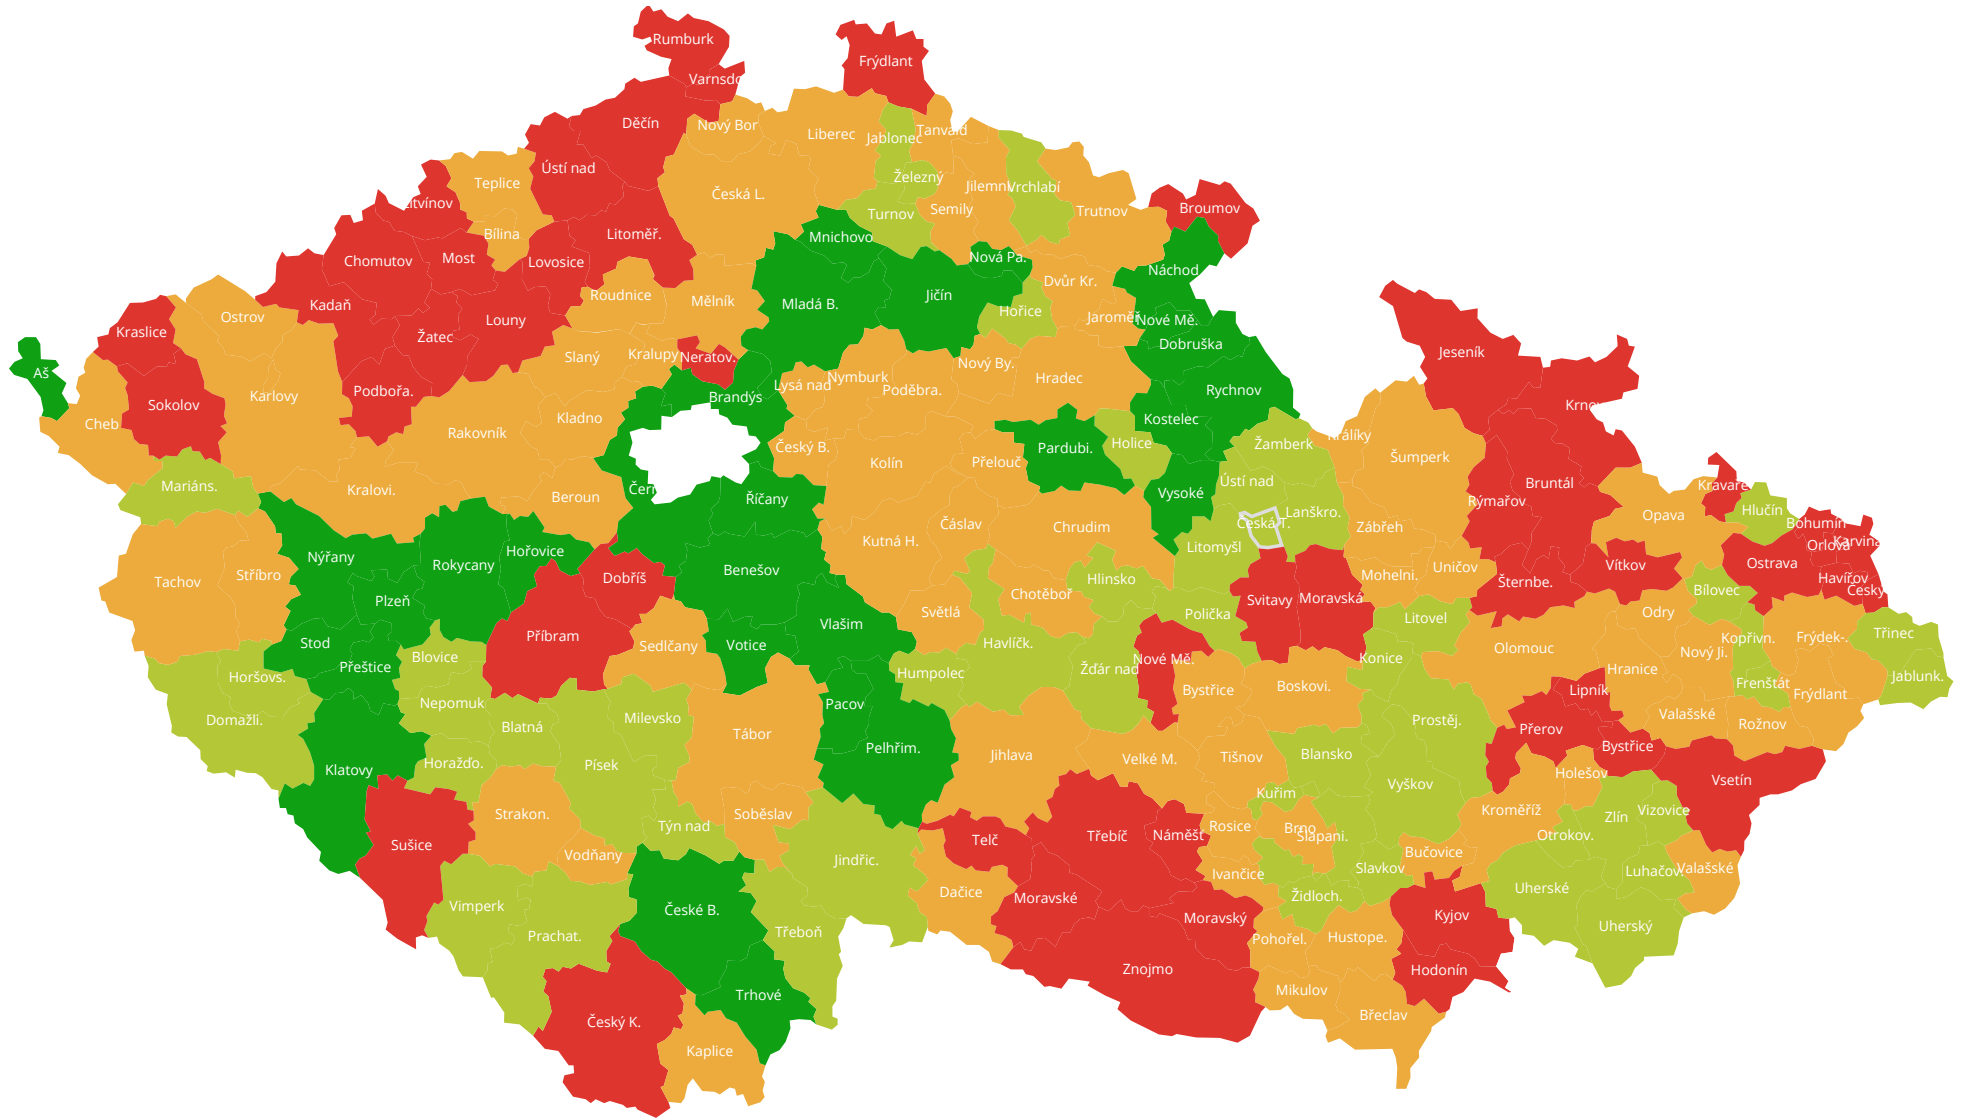 Rumburk
Frýdlant
Varnsdo
Děčín
Nový Bor
Liberec
Jablonec
Tanvald
Ústí nad
Teplice
Česká L.
Železný
Jilemni
Vrchlabí
Litvínov
Semily
Trutnov
Broumov
Turnov
Bílina
Litoměř.
Mnichovo
Chomutov
Most
Lovosice
Nová Pa.
Náchod
Dvůr Kr.
Roudnice
Mělník
Mladá B.
Jičín
Kadaň
Hořice
Ostrov
Louny
Jaroměř
Nové Mě.
Kraslice
Žatec
Dobruška
Aš
Slaný
Kralupy
Neratov.
Jeseník
Nový By.
Hradec
Nymburk
Lysá nad
Poděbra.
Podbořa.
Karlovy
Brandýs
Rychnov
Sokolov
Krnov
Cheb
Kladno
Kostelec
Rakovník
Králíky
Český B.
Pardubi.
Holice
Žamberk
Kolín
Přelouč
Šumperk
Mariáns.
Kralovi.
Beroun
Čern
Říčany
Vysoké
Ústí nad
Bruntál
Kravaře
Rýmařov
Hlučín
Lanškro.
Opava
Čáslav
Chrudim
Česká T.
Zábřeh
Bohumín
Kutná H.
Karviná
Orlová
Litomyšl
Nýřany
Hořovice
Rokycany
Ostrava
Vítkov
Benešov
Stříbro
Tachov
Dobříš
Hlinsko
Mohelni.
Uničov
Šternbe.
Havířov
Český
Bílovec
Chotěboř
Plzeň
Svitavy
Moravská
Světlá
Polička
Litovel
Odry
Vlašim
Příbram
Stod
Votice
Sedlčany
Havlíčk.
Kopřivn.
Frýdek-.
Třinec
Olomouc
Nový Ji.
Blovice
Přeštice
Konice
Nové Mě.
Žďár nad
Hranice
Humpolec
Horšovs.
Jablunk.
Frenštát
Boskovi.
Bystřice
Lipník
Frýdlant
Nepomuk
Pacov
Valašské
Milevsko
Domažli.
Prostěj.
Rožnov
Blatná
Přerov
Tábor
Pelhřim.
Bystřice
Jihlava
Velké M.
Tišnov
Blansko
Horažďo.
Písek
Klatovy
Holešov
Vsetín
Vyškov
Kuřim
Strakon.
Soběslav
Kroměříž
Vizovice
Zlín
Týn nad
Rosice
Brno
Šlapani.
Třebíč
Náměšť
Otrokov.
Telč
Sušice
Vodňany
Jindřic.
Bučovice
Slavkov
Valašské
Luhačov.
Ivančice
Uherské
Dačice
Moravské
Židloch.
Vimperk
České B.
Kyjov
Moravský
Uherský
Třeboň
Prachat.
Pohořel.
Hustope.
Znojmo
Hodonín
Trhové
Mikulov
Břeclav
Český K.
Kaplice